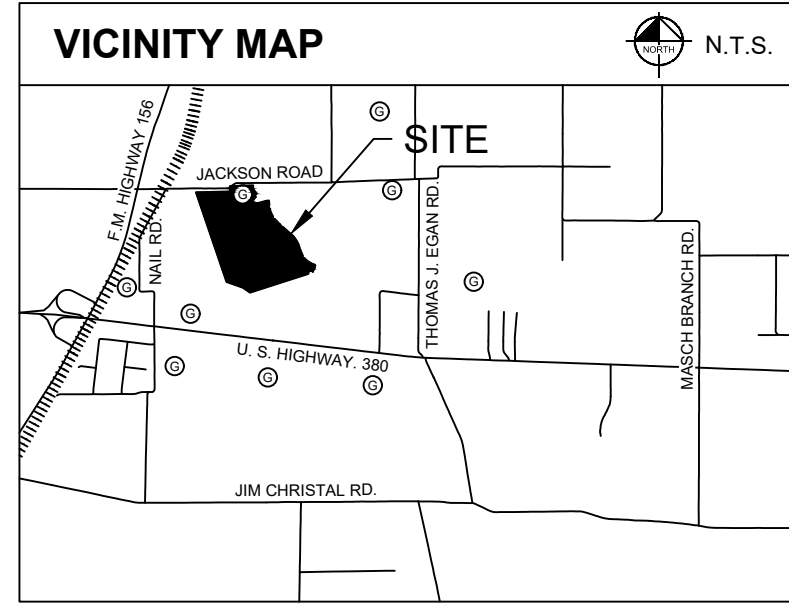 VICINITY MAP
NORTH
N.T.S.
G
SITE
F.M. HIGHWAY 156
JACKSON ROAD
G
G
NAIL RD.
THOMAS J. EGAN RD.
MASCH BRANCH RD.
G
G
G
U. S. HIGHWAY. 380
G
G
G
JIM CHRISTAL RD.